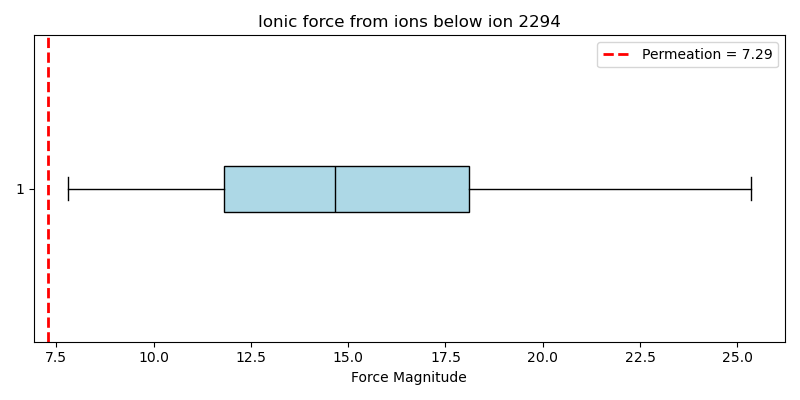 Ionic force from ions below ion 2294
Permeation = 7.29
1
7.5 10.0 12.5 15.0 17.5 20.0 22.5 25.0
Force Magnitude